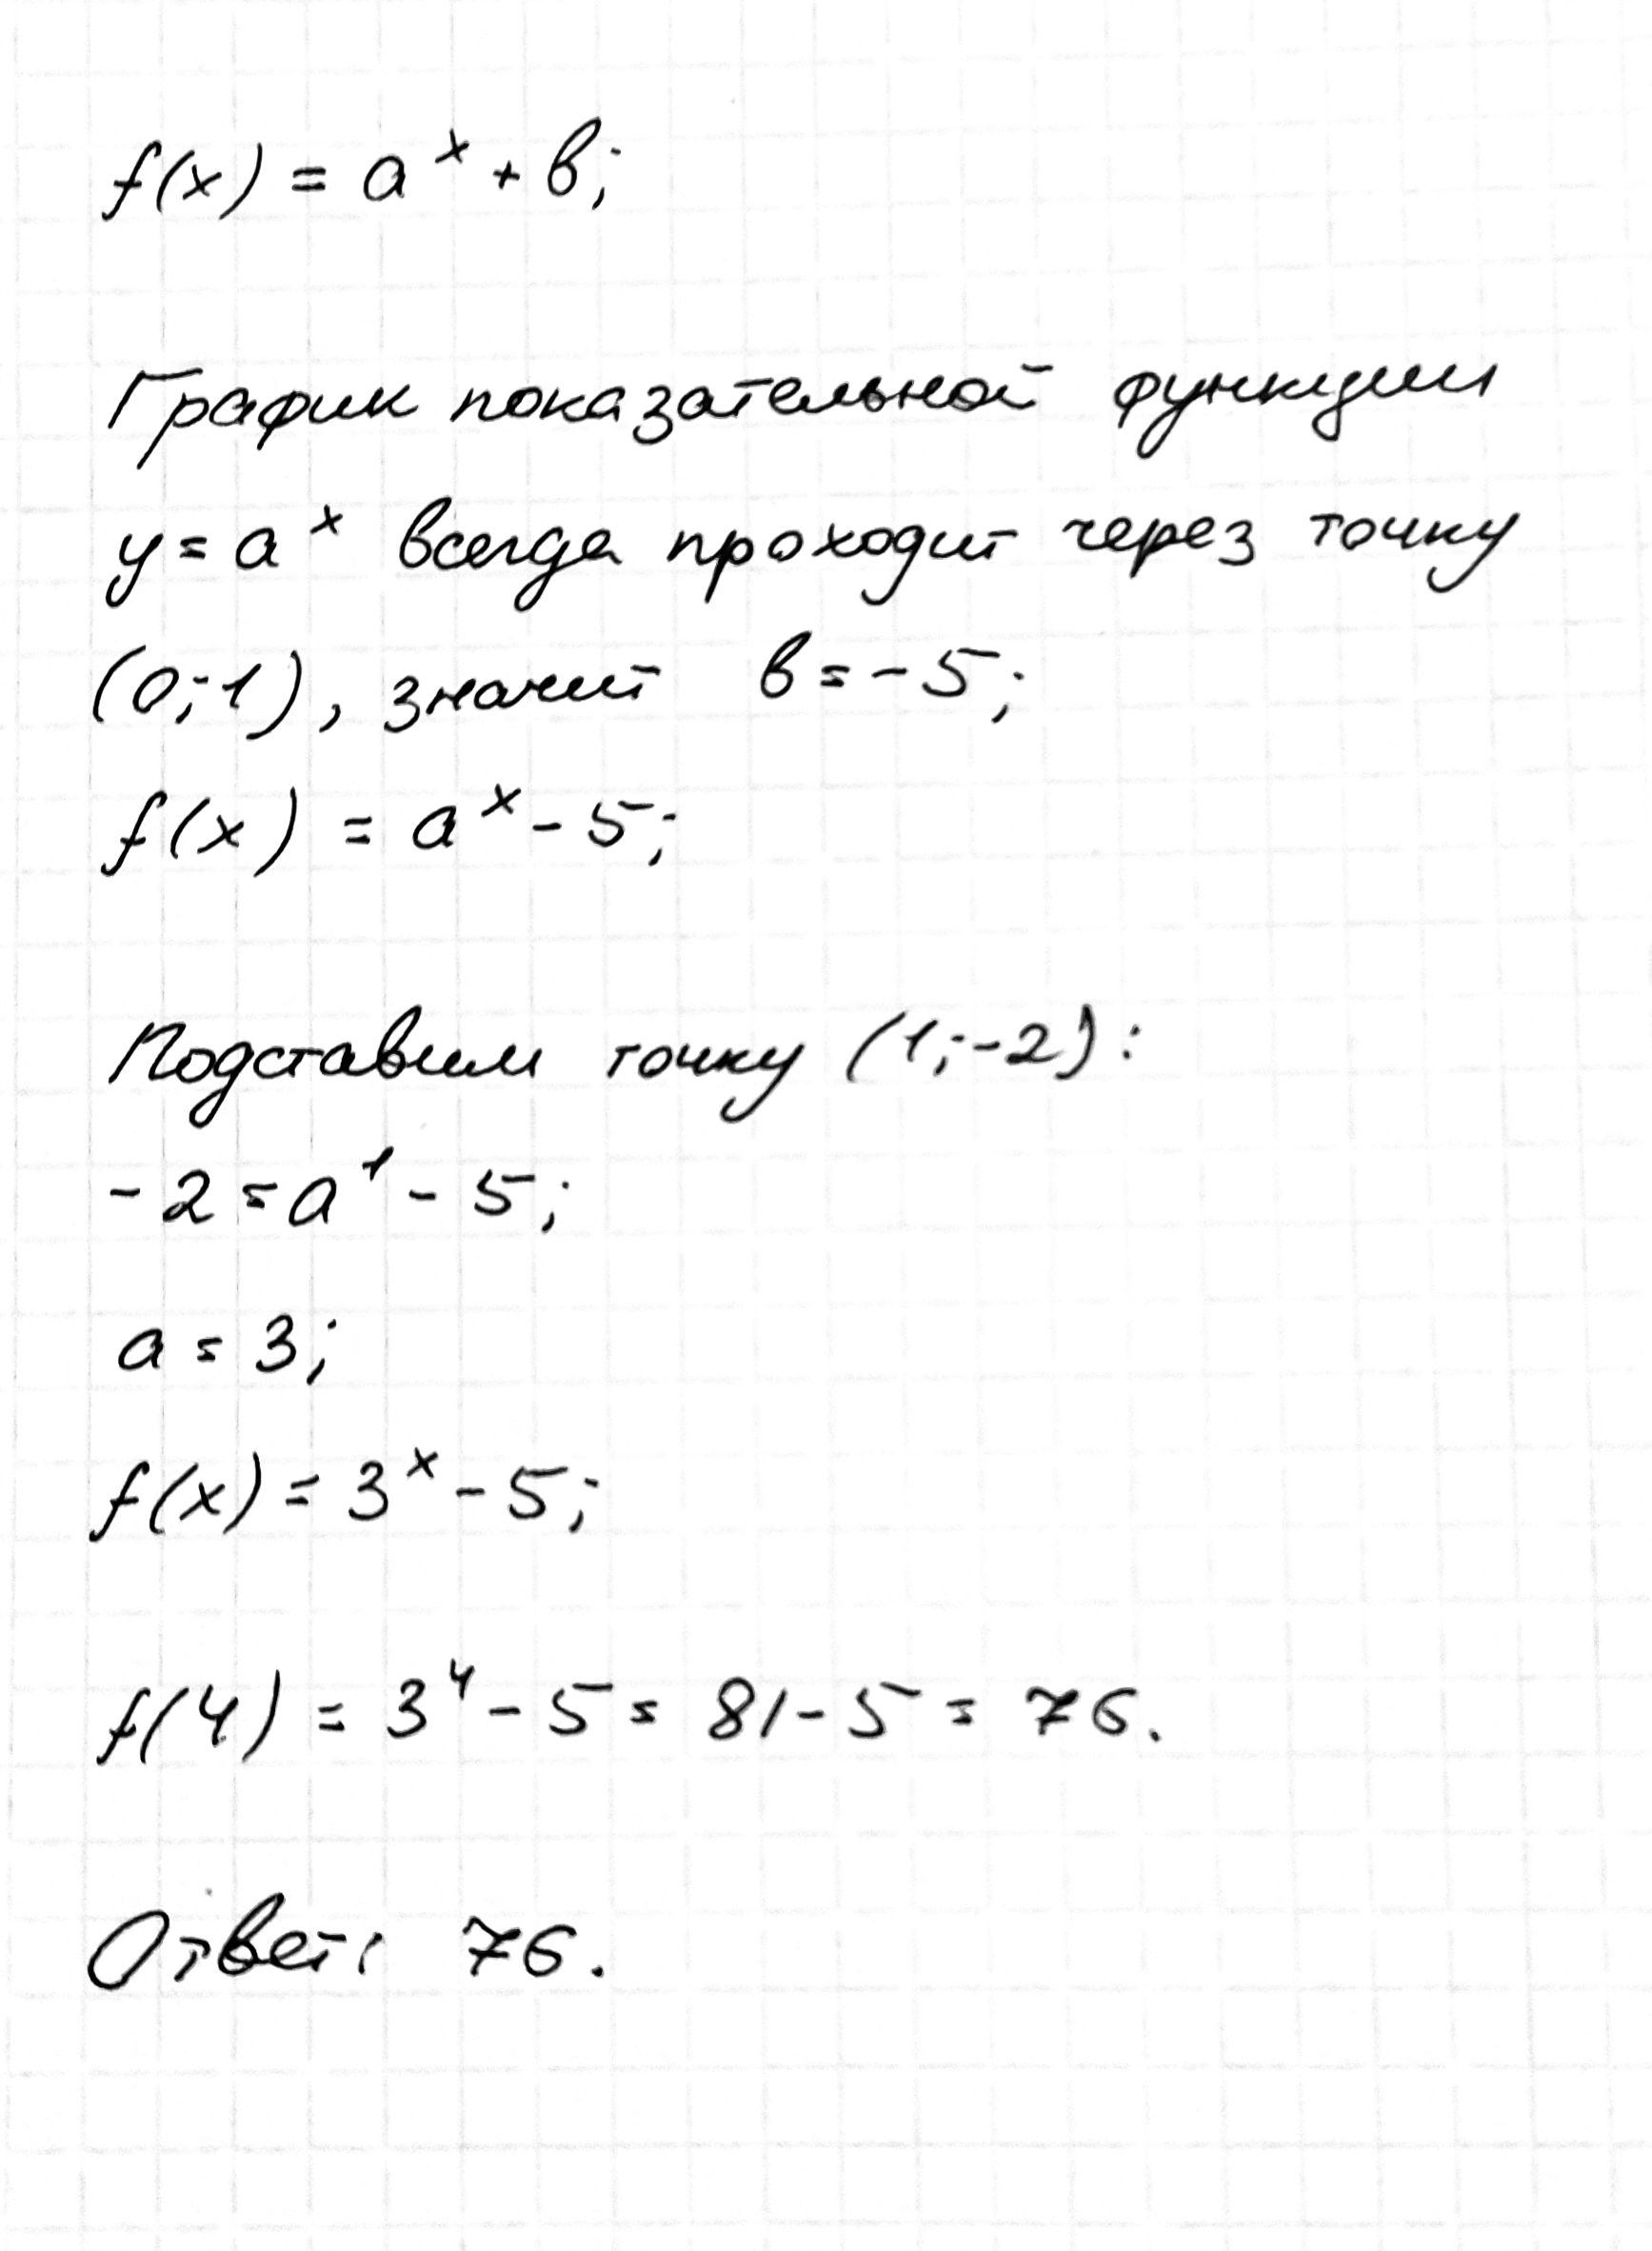 f(x) = a^x + b;
График показательной функции
y = a^x всегда проходит через точку
(0; 1), значит b = -5;
f(x) = a^x - 5;
Подставим точку (1; -2):
-2 = a^1 - 5;
a = 3;
f(x) = 3^x - 5;
f(4) = 3^4 - 5 = 81 - 5 = 76.
Ответ: 76.